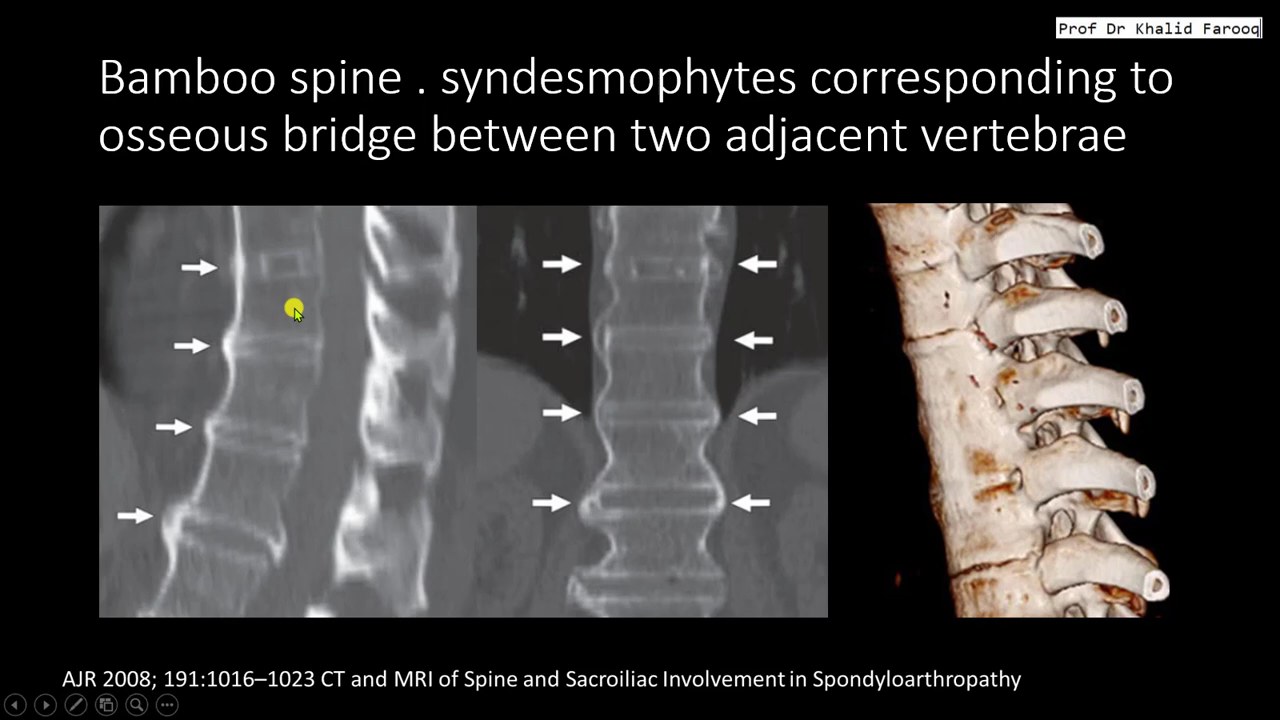 Prof Dr Khalid Farooq
Bamboo spine . syndesmophytes corresponding to
osseous bridge between two adjacent vertebrae
AJR 2008; 191:1016–1023 CT and MRI of Spine and Sacroiliac Involvement in Spondyloarthropathy